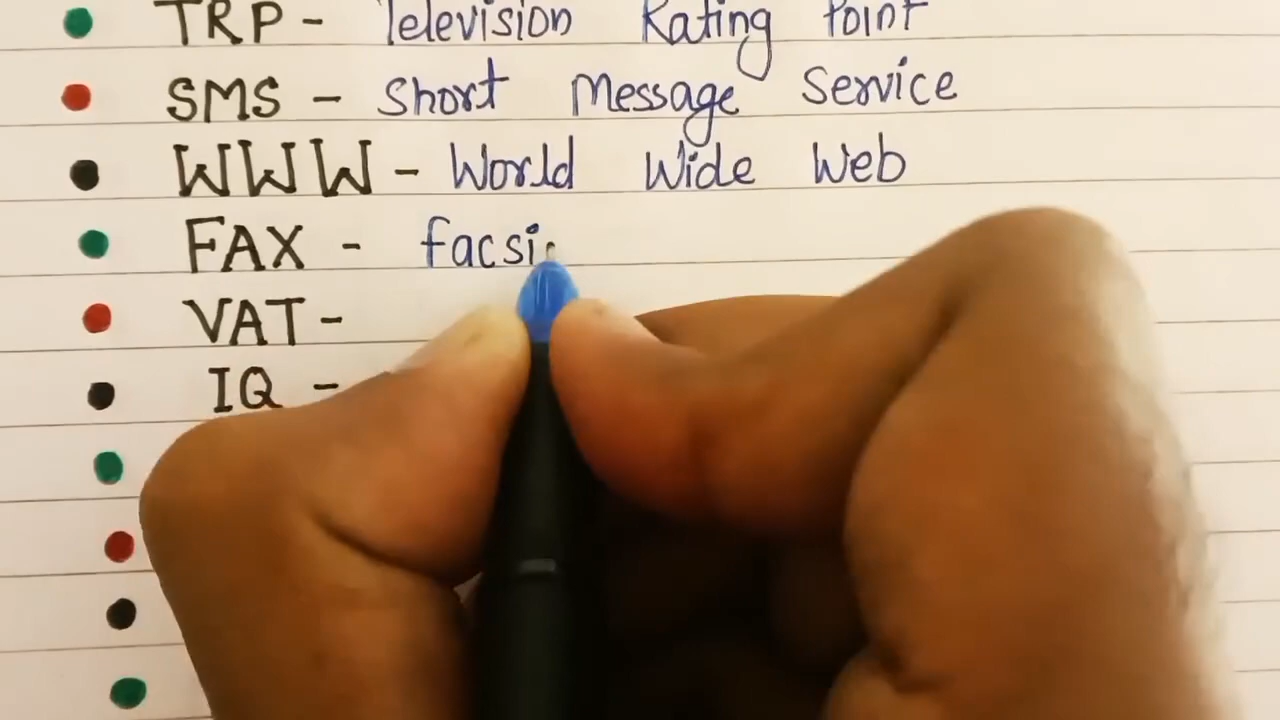 TRP - Television Rating Point
SMS - Short Message Service
WWW - World Wide Web
FAX - facsi
VAT -
IQ -